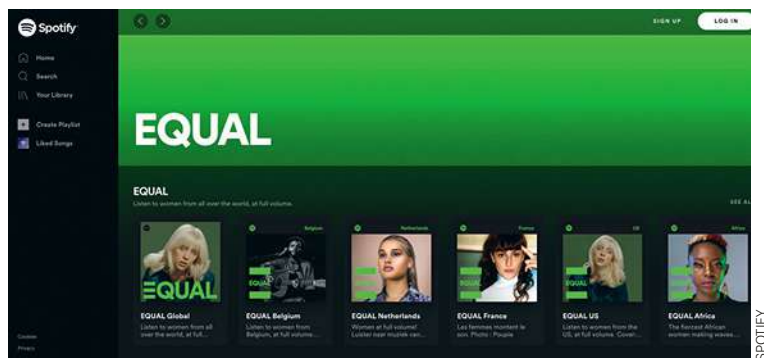 Spotify
SIGN UP
LOG IN
Home
Search
Your Library
Create Playlist
Liked Songs
EQUAL
EQUAL
Listen to women from all over the world, at full volume.
SEE AL
Belgium
Netherlands
France
US
Africa
EQUAL
EQUAL
EQUAL
EQUAL
EQUAL
EQUAL
EQUAL Global
EQUAL Belgium
EQUAL Netherlands
EQUAL France
EQUAL US
EQUAL Africa
Listen to women from all
over the world, at full...
Listen to women from
Belgium, at full volume...
Women at full volume!
Luister naar muziek van...
Les femmes montent le
son. Photo : Pouple
Listen to women from the
US, at full volume. Cover:...
The fiercest African
women making waves...
Cookies
Privacy
SPOTIFY